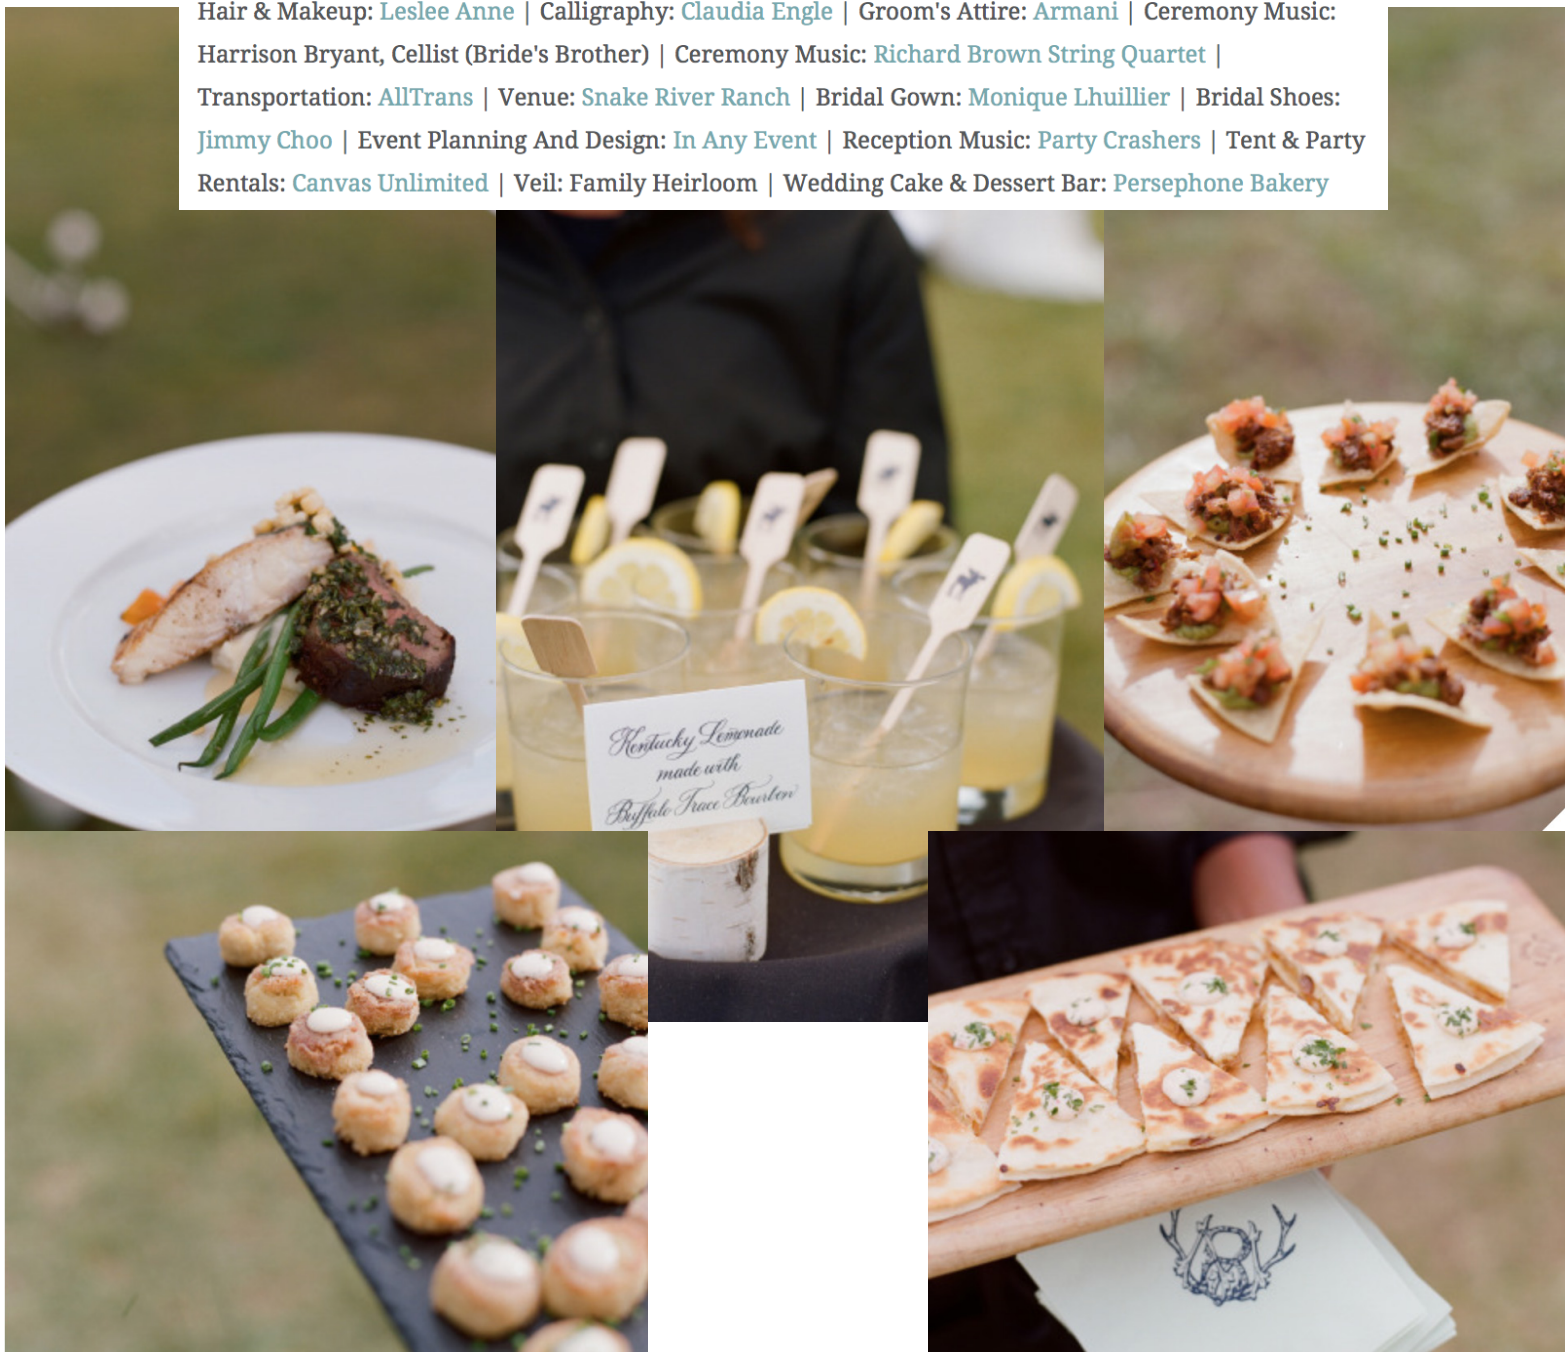 Hair & Makeup: Leslee Anne | Calligraphy: Claudia Engle | Groom's Attire: Armani | Ceremony Music:
Harrison Bryant, Cellist (Bride's Brother) | Ceremony Music: Richard Brown String Quartet |
Transportation: AllTrans | Venue: Snake River Ranch | Bridal Gown: Monique Lhuillier | Bridal Shoes:
Jimmy Choo | Event Planning And Design: In Any Event | Reception Music: Party Crashers | Tent & Party
Rentals: Canvas Unlimited | Veil: Family Heirloom | Wedding Cake & Dessert Bar: Persephone Bakery
Kentucky Lemonade
made with
Buffalo Trace Bourbon